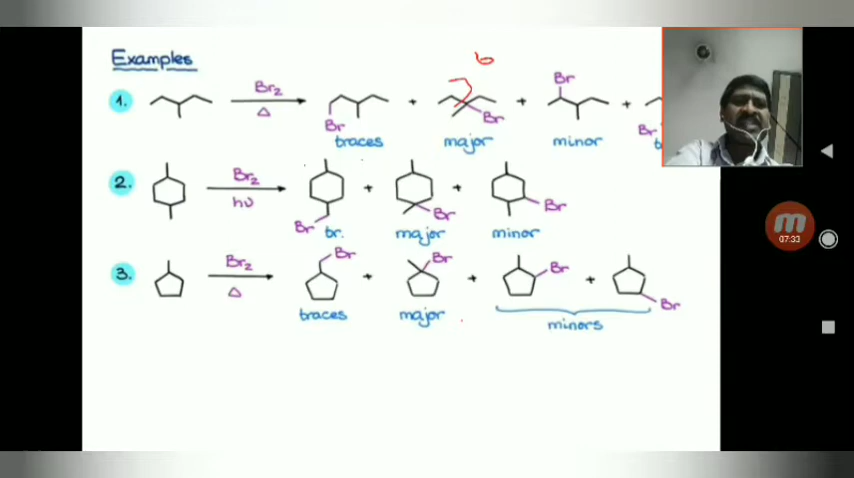 Examples
6
1. Br₂ Δ Br traces + Br major + Br minor + Br
2. Br₂ hν Br tr. + Br major + Br minor
3. Br₂ Δ Br traces + Br major + Br + Br minors
M
07:33